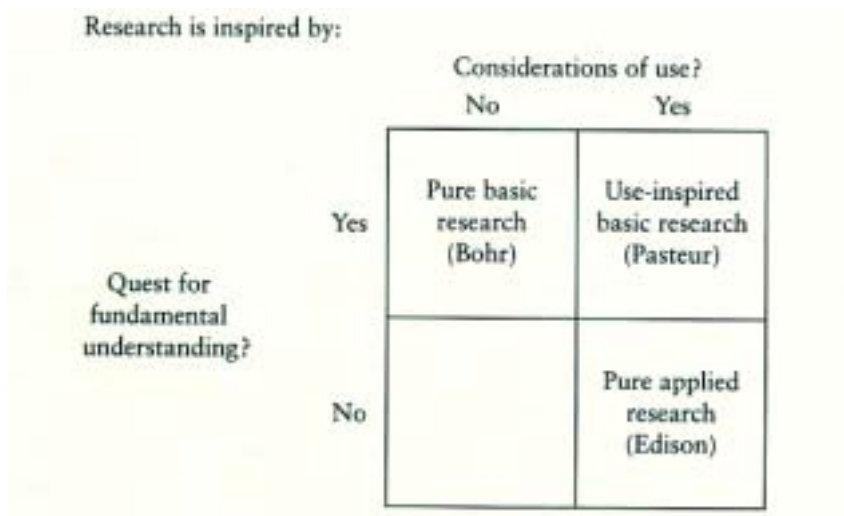 Research is inspired by:
Considerations of use?
No Yes
Yes
Pure basic
research
(Bohr)
Use-inspired
basic research
(Pasteur)
Quest for
fundamental
understanding?
No
Pure applied
research
(Edison)